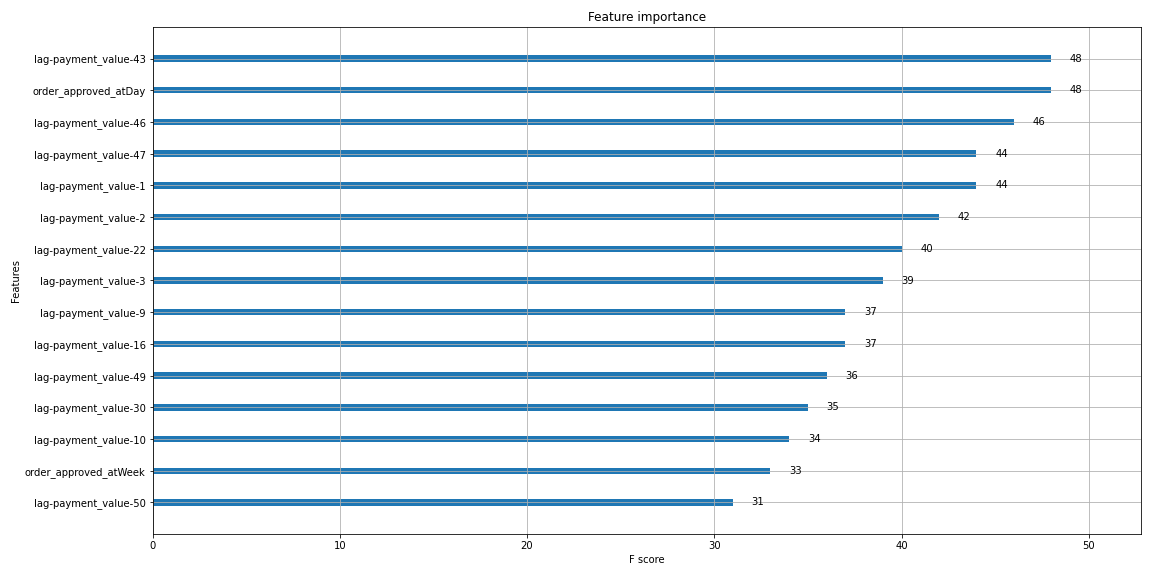 Feature importance
lag-payment_value-43 48
order_approved_atDay 48
lag-payment_value-46 46
lag-payment_value-47 44
lag-payment_value-1 44
lag-payment_value-2 42
lag-payment_value-22 40
lag-payment_value-3 39
lag-payment_value-9 37
lag-payment_value-16 37
lag-payment_value-49 36
lag-payment_value-30 35
lag-payment_value-10 34
order_approved_atWeek 33
lag-payment_value-50 31
Features
0 10 20 30 40 50
F score